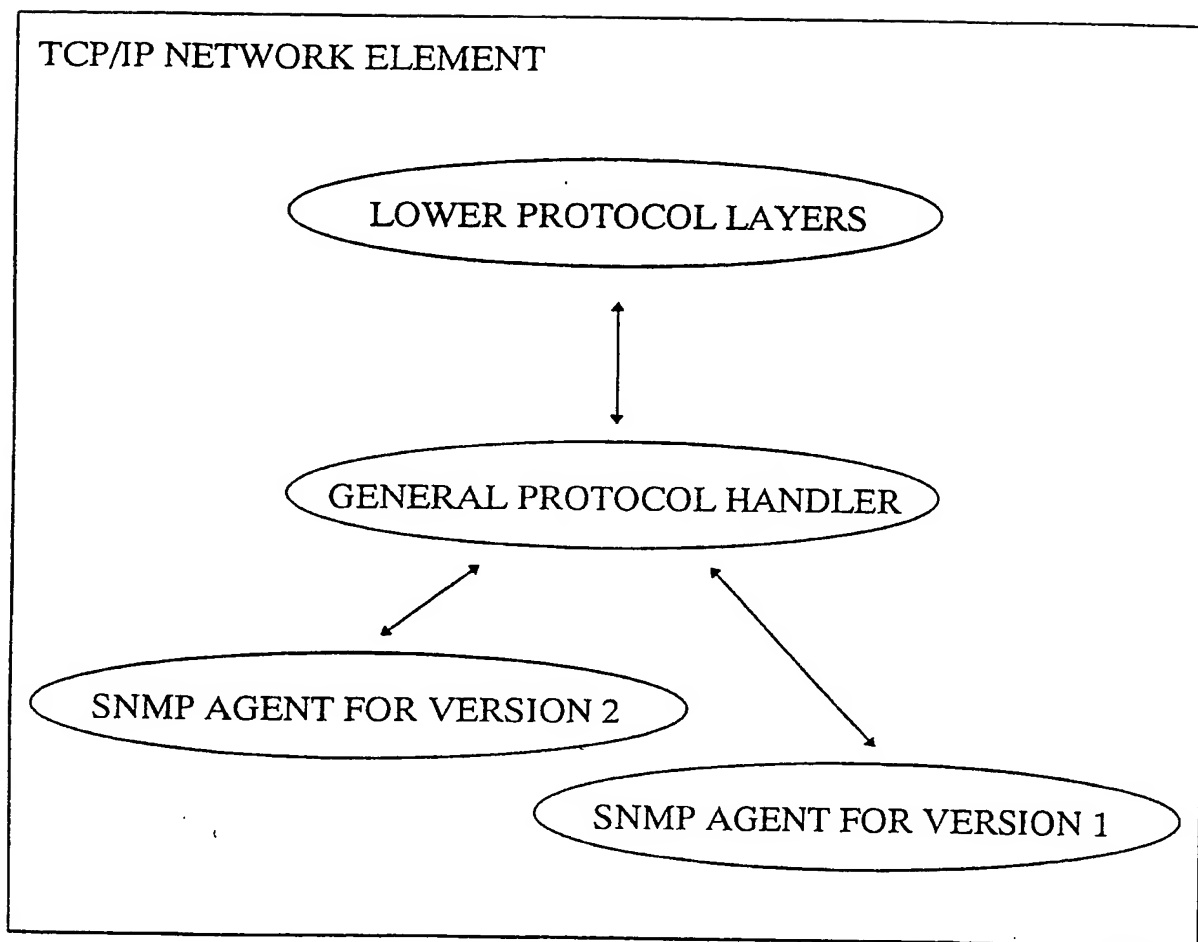 TCP/IP NETWORK ELEMENT
LOWER PROTOCOL LAYERS
GENERAL PROTOCOL HANDLER
SNMP AGENT FOR VERSION 2
SNMP AGENT FOR VERSION 1